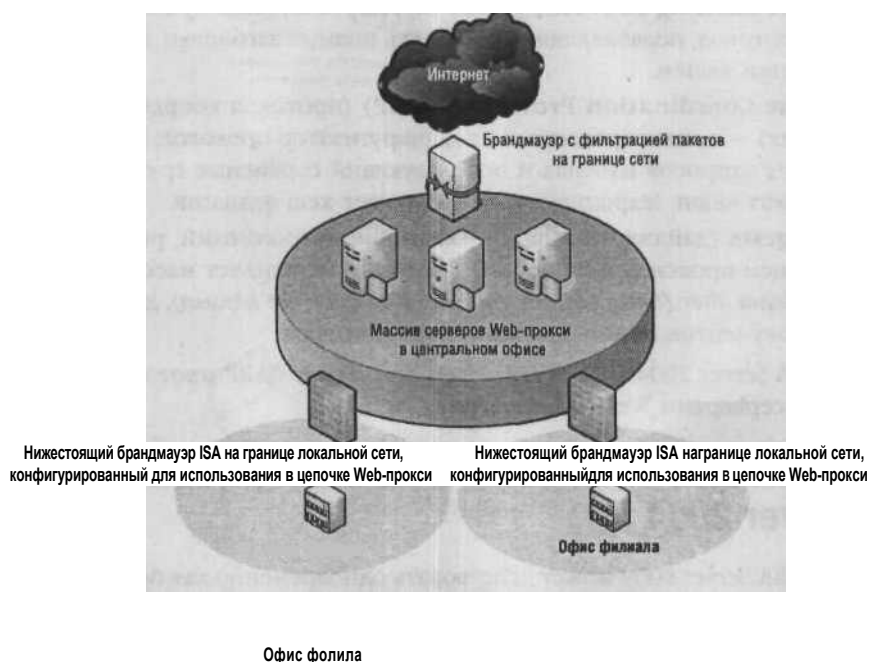 Интернет
Брандмауэр с фильтрацией пакетов
на границе сети
Массив серверов Web-прокси
в центральном офисе
Нижестоящий брандмауэр ISA на границе локальной сети,
конфигурированный для использования в цепочке Web-прокси
Нижестоящий брандмауэр ISA награнице локальной сети,
конфигурированныйдля использования в цепочке Web-прокси
Офис филиала
Офис фолила